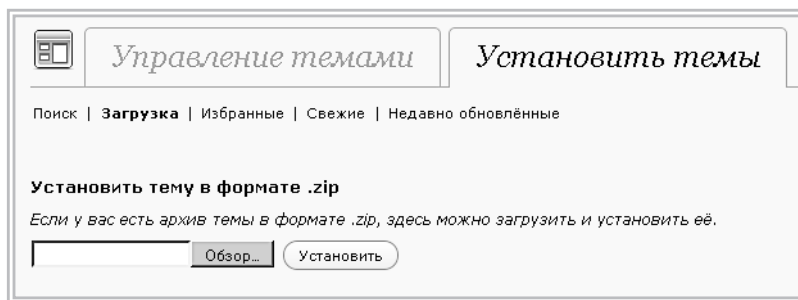 Управление темами Установить темы
Поиск | Загрузка | Избранные | Свежие | Недавно обновлённые
Установить тему в формате .zip
Если у вас есть архив темы в формате .zip, здесь можно загрузить и установить её.
Обзор... Установить